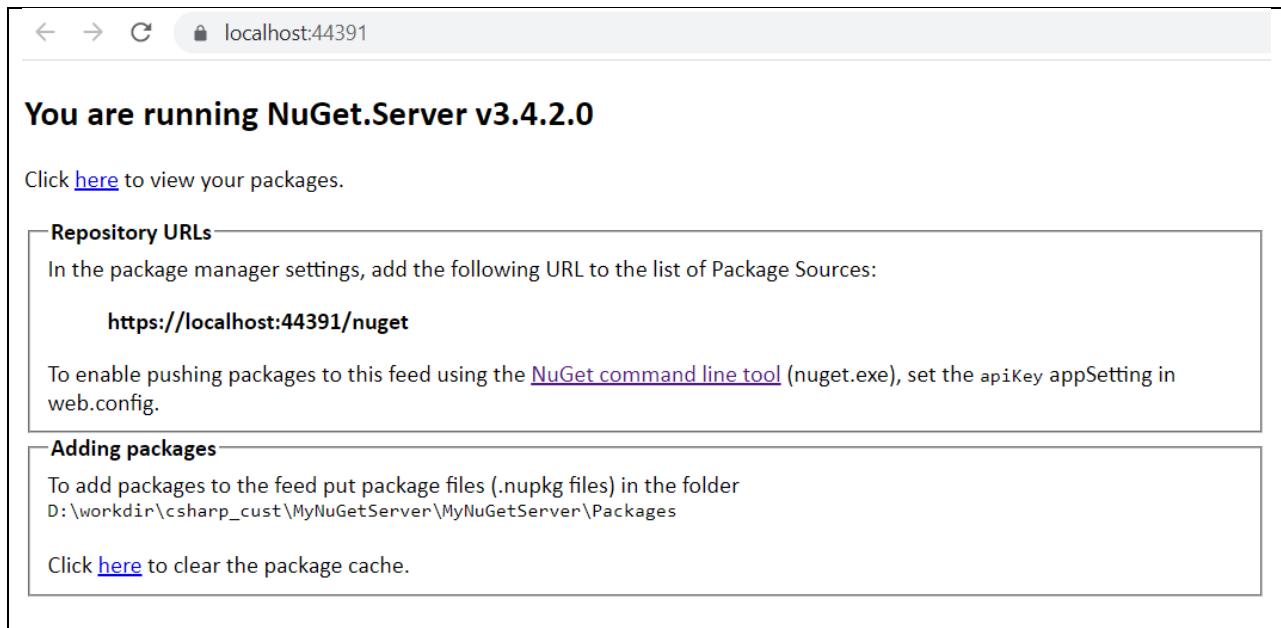 localhost:44391
You are running NuGet.Server v3.4.2.0
Click here to view your packages.
Repository URLs
In the package manager settings, add the following URL to the list of Package Sources:
https://localhost:44391/nuget
To enable pushing packages to this feed using the NuGet command line tool (nuget.exe), set the apiKey appSetting in
web.config.
Adding packages
To add packages to the feed put package files (.nupkg files) in the folder
D:\workdir\csharp_cust\MyNuGetServer\MyNuGetServer\Packages
Click here to clear the package cache.